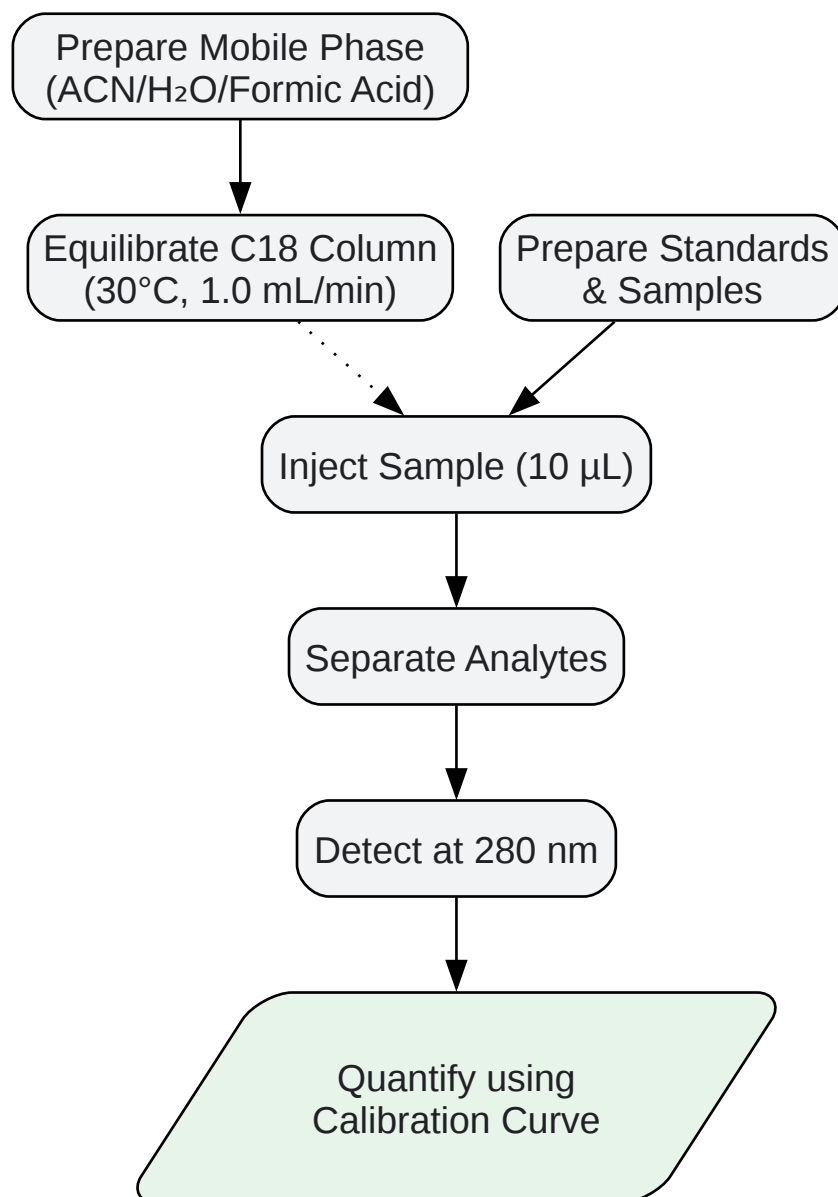 Prepare Mobile Phase
(ACN/H₂O/Formic Acid)
Equilibrate C18 Column
(30°C, 1.0 mL/min)
Prepare Standards
& Samples
Inject Sample (10 µL)
Separate Analytes
Detect at 280 nm
Quantify using
Calibration Curve